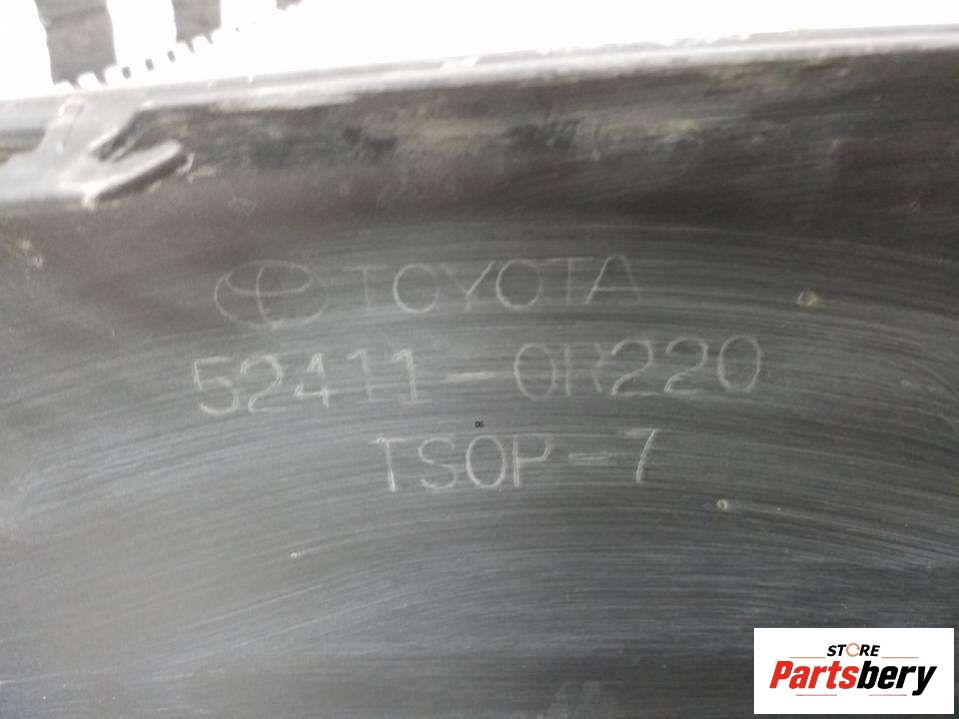 TOYOTA
52411-0R220
TSOP-7
STORE
Partsbery